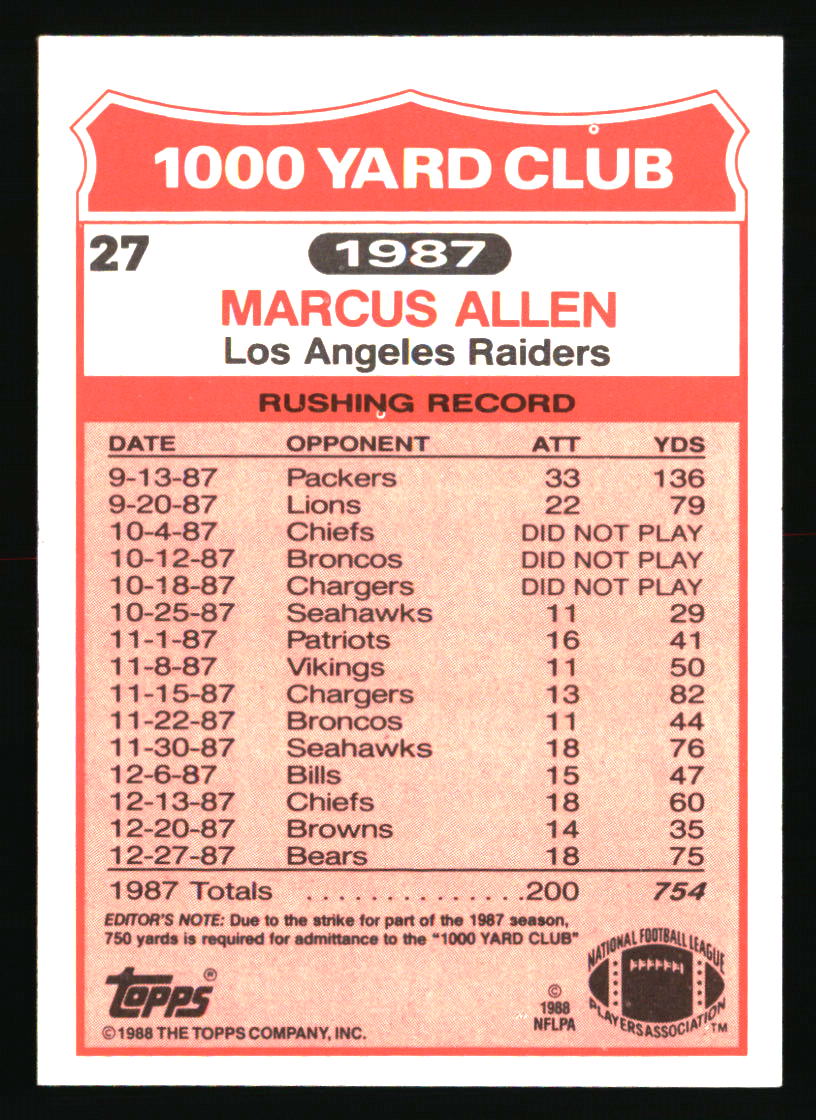 1000 YARD CLUB
27
1987
MARCUS ALLEN
Los Angeles Raiders
RUSHING RECORD
DATE OPPONENT ATT YDS
9-13-87 Packers 33 136
9-20-87 Lions 22 79
10-4-87 Chiefs DID NOT PLAY
10-12-87 Broncos DID NOT PLAY
10-18-87 Chargers DID NOT PLAY
10-25-87 Seahawks 11 29
11-1-87 Patriots 16 41
11-8-87 Vikings 11 50
11-15-87 Chargers 13 82
11-22-87 Broncos 11 44
11-30-87 Seahawks 18 76
12-6-87 Bills 15 47
12-13-87 Chiefs 18 60
12-20-87 Browns 14 35
12-27-87 Bears 18 75
1987 Totals . . . . . . . . . . . . . . 200 754
EDITOR'S NOTE: Due to the strike for part of the 1987 season,
750 yards is required for admittance to the "1000 YARD CLUB"
topps®
© 1988 THE TOPPS COMPANY, INC.
©
1988
NFLPA
NATIONAL FOOTBALL LEAGUE
PLAYERS ASSOCIATION TM